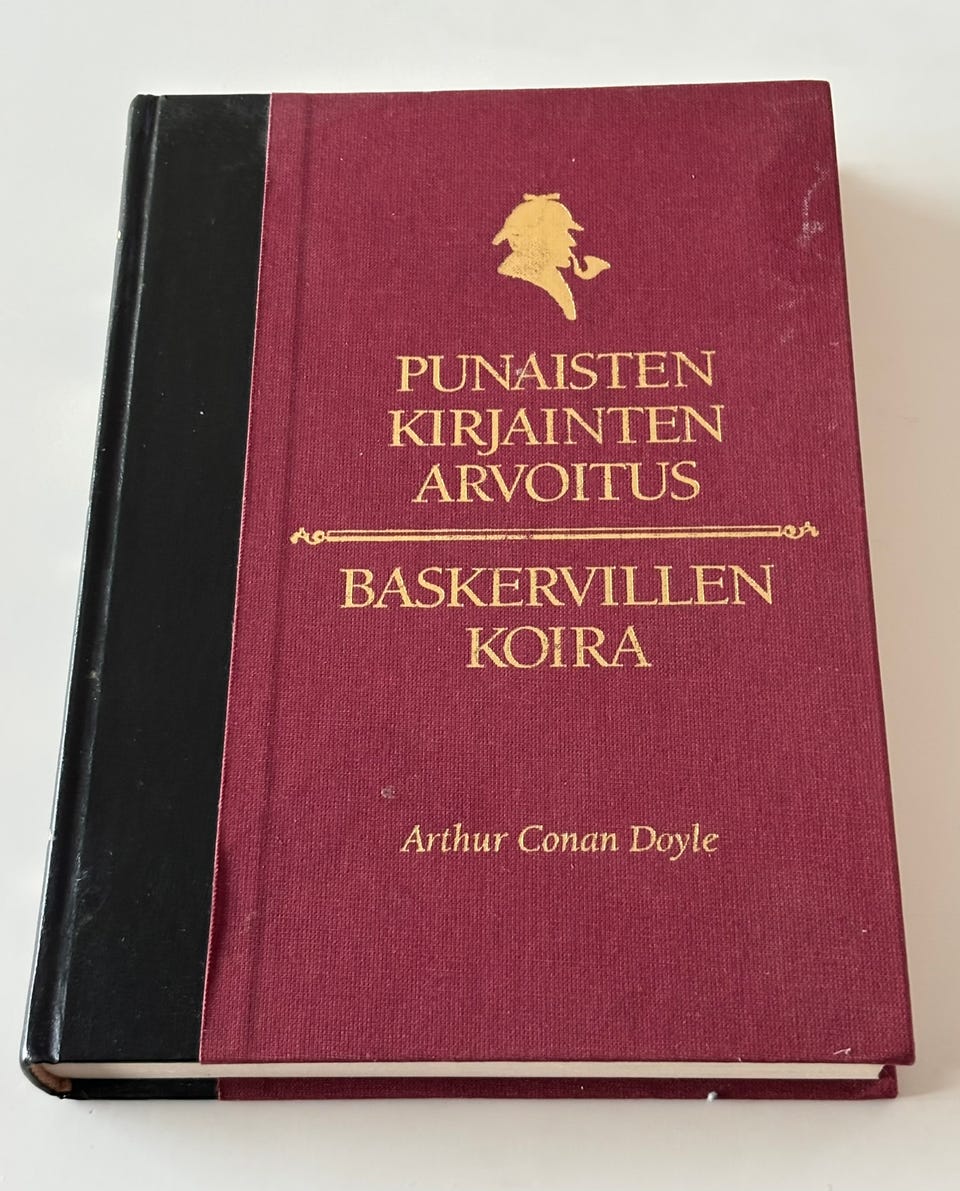 PUNAISTEN
KIRJAINTEN
ARVOITUS
BASKERVILLEN
KOIRA
Arthur Conan Doyle